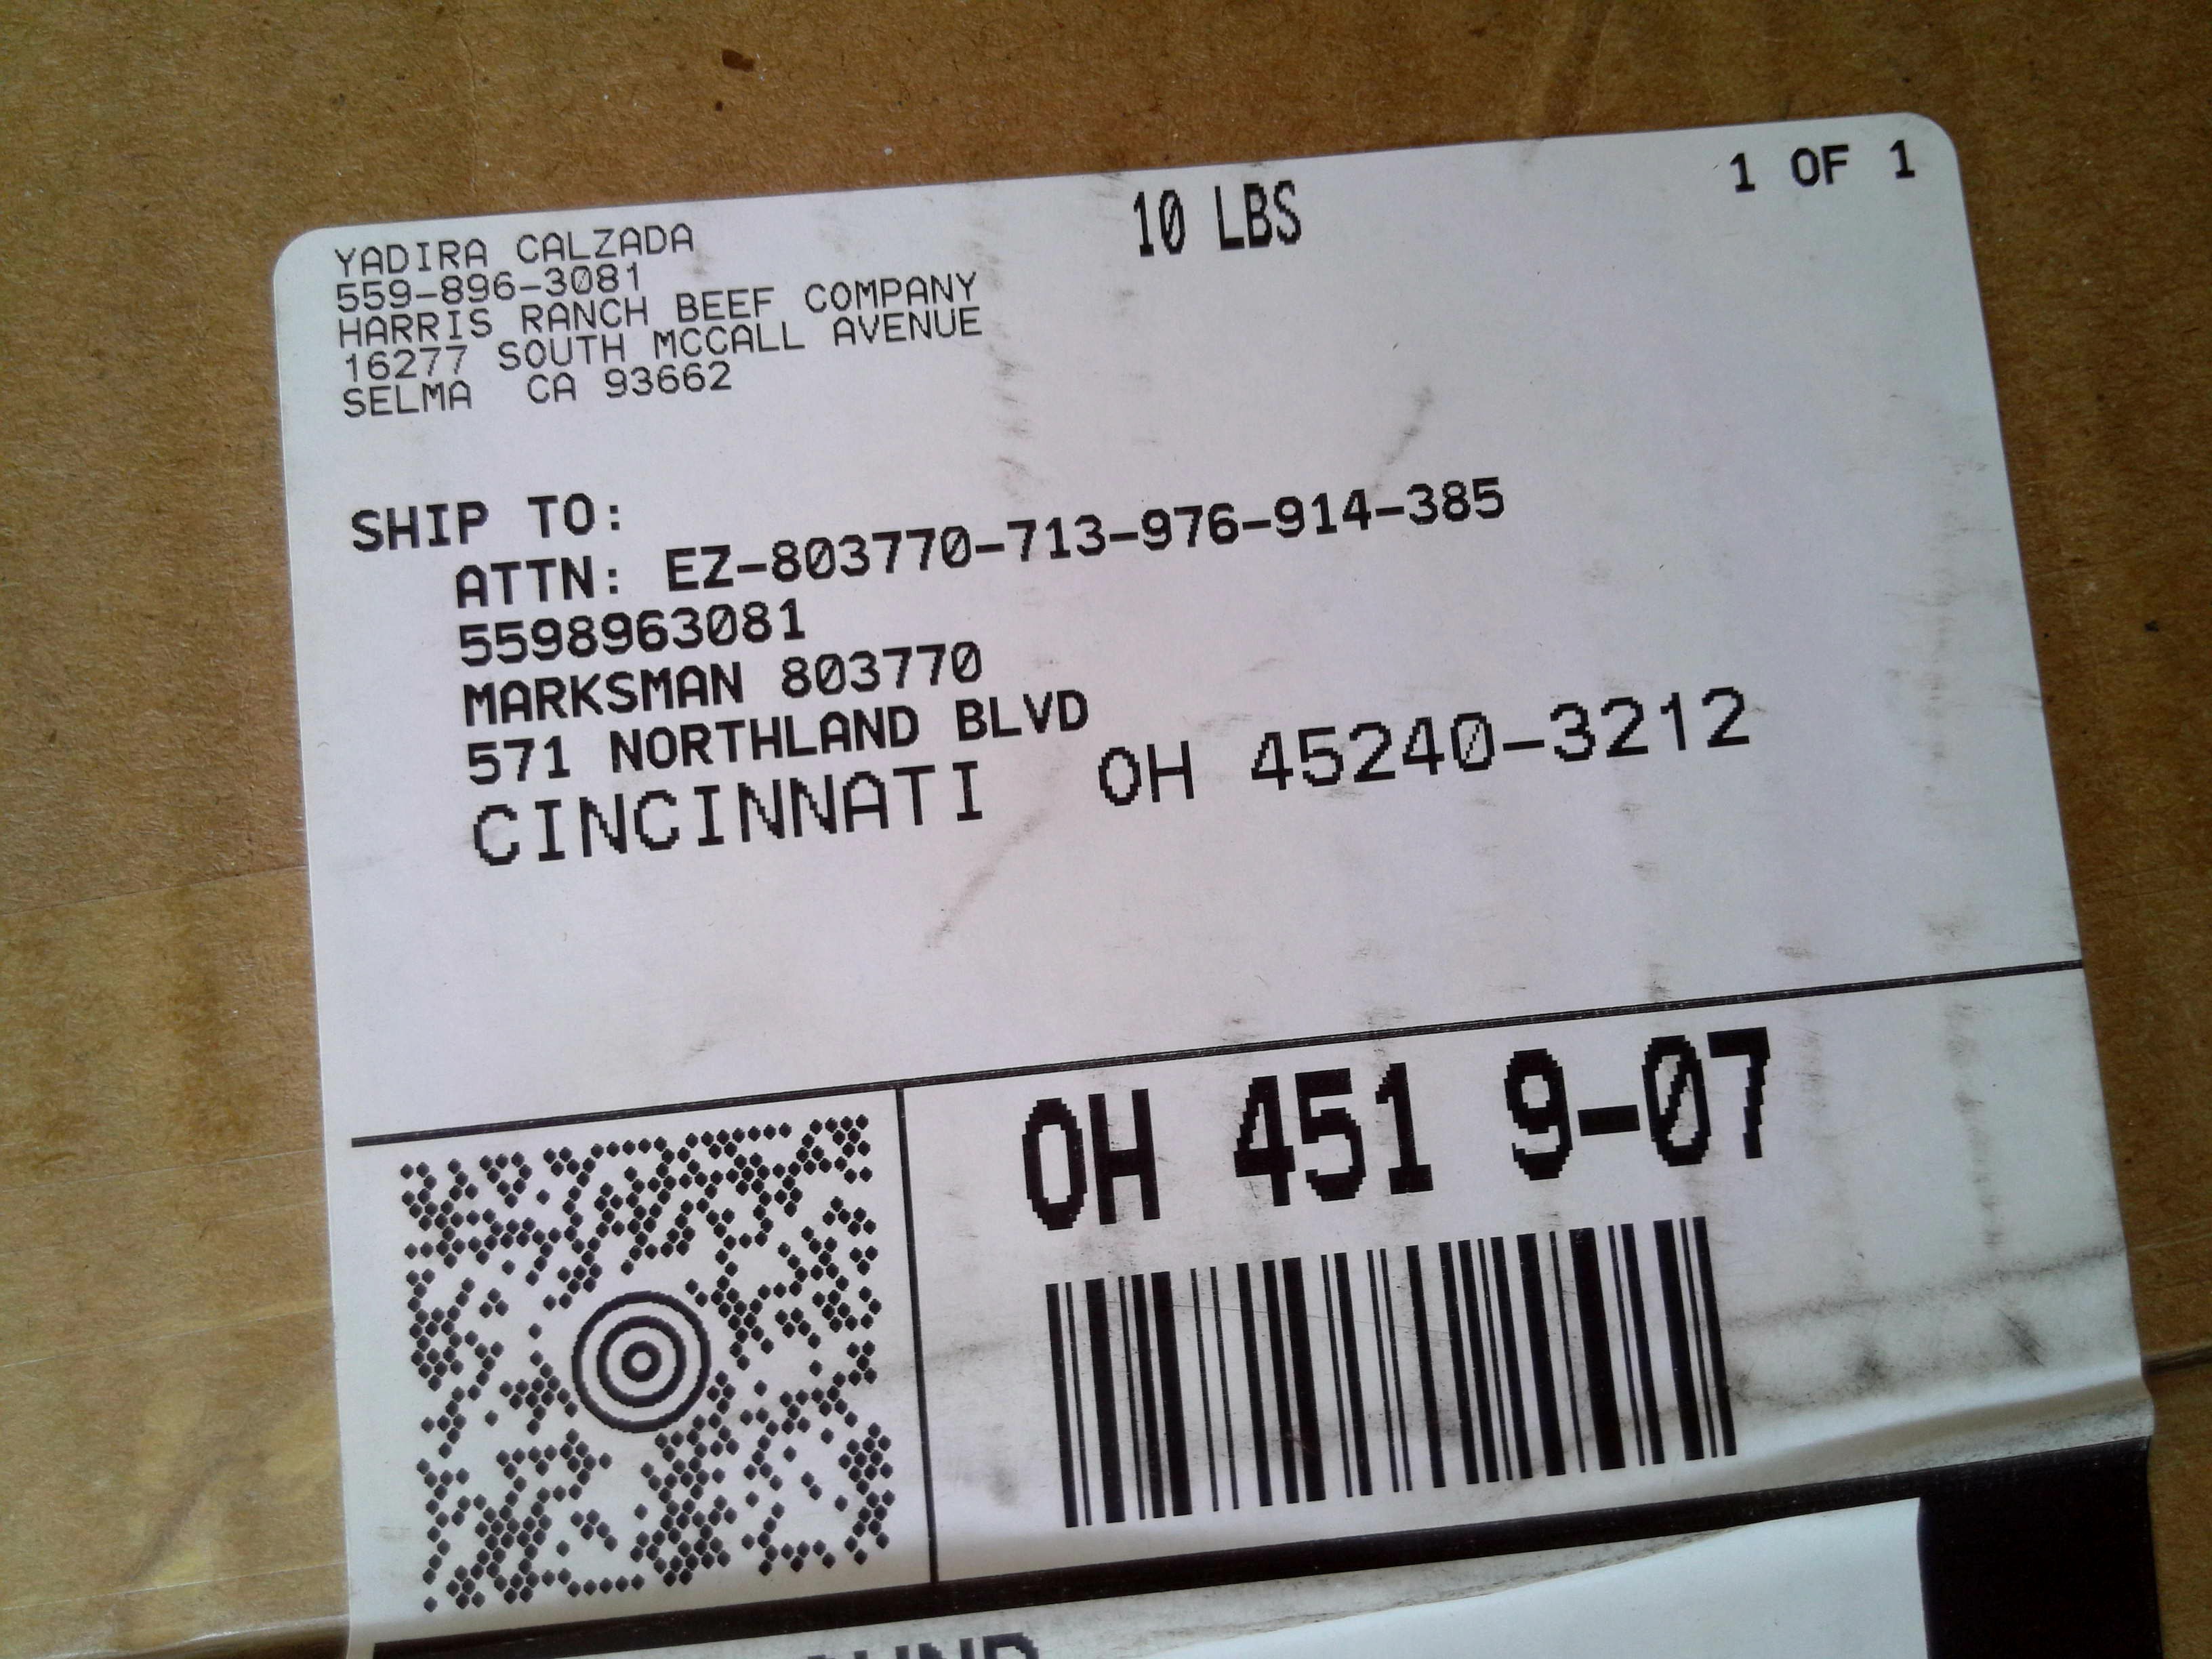 10 LBS
1 OF 1
YADIRA CALZADA
559-896-3081
HARRIS RANCH BEEF COMPANY
16277 SOUTH MCCALL AVENUE
SELMA CA 93662
SHIP TO:
ATTN: EZ-803770-713-976-914-385
5598963081
MARKSMAN 803770
571 NORTHLAND BLVD
CINCINNATI OH 45240-3212
OH 451 9-07